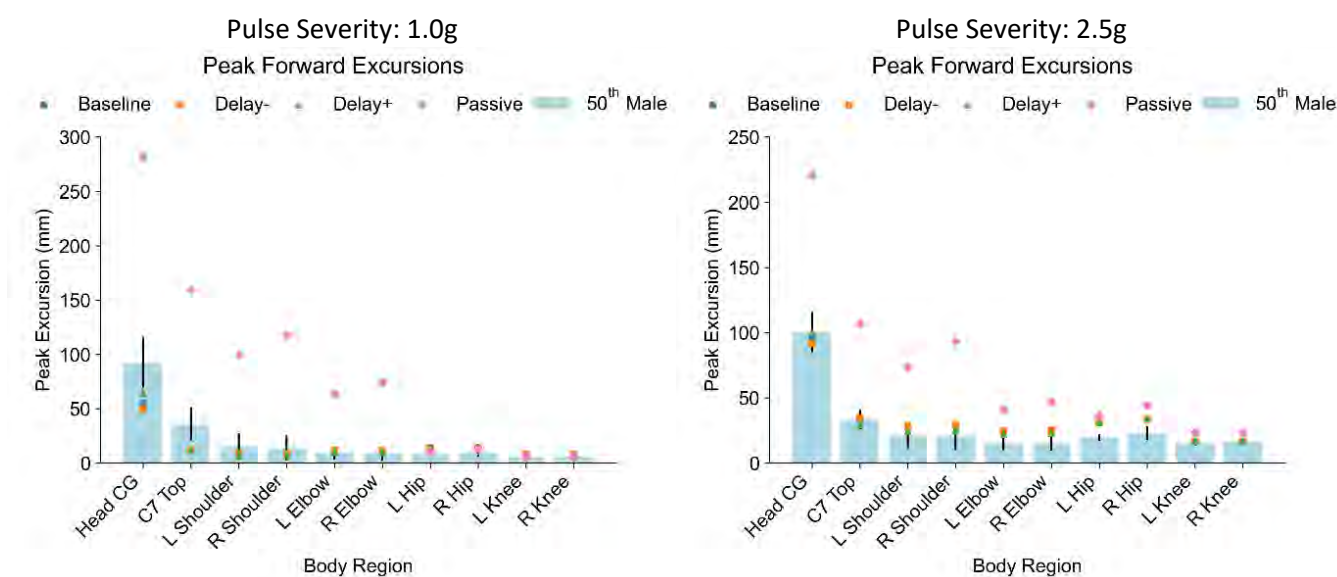 Pulse Severity: 1.0g
Peak Forward Excursions
Baseline Delay- Delay+ Passive 50th Male
300
250
200
150
100
50
0
Peak Excursion (mm)
Head CG
C7 Top
L Shoulder
R Shoulder
L Elbow
R Elbow
L Hip
R Hip
L Knee
R Knee
Body Region
Pulse Severity: 2.5g
Peak Forward Excursions
Baseline Delay- Delay+ Passive 50th Male
250
200
150
100
50
0
Peak Excursion (mm)
Head CG
C7 Top
L Shoulder
R Shoulder
L Elbow
R Elbow
L Hip
R Hip
L Knee
R Knee
Body Region